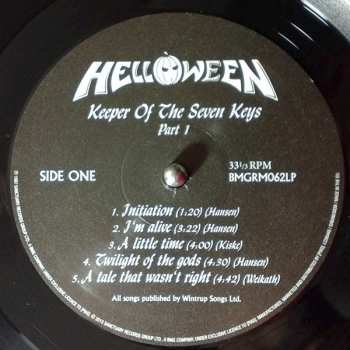 HELLOWEEN
Keeper Of The Seven Keys
Part 1
SIDE ONE
33 1/3 RPM
BMGRM062LP
1. Initiation (1:20) (Hansen)
2. I'm alive (3:22) (Hansen)
3. A little time (4:00) (Kiske)
4. Twilight of the gods (4:30) (Hansen)
5. A tale that wasn't right (4:42) (Weikath)
All songs published by Wintrup Songs Ltd.